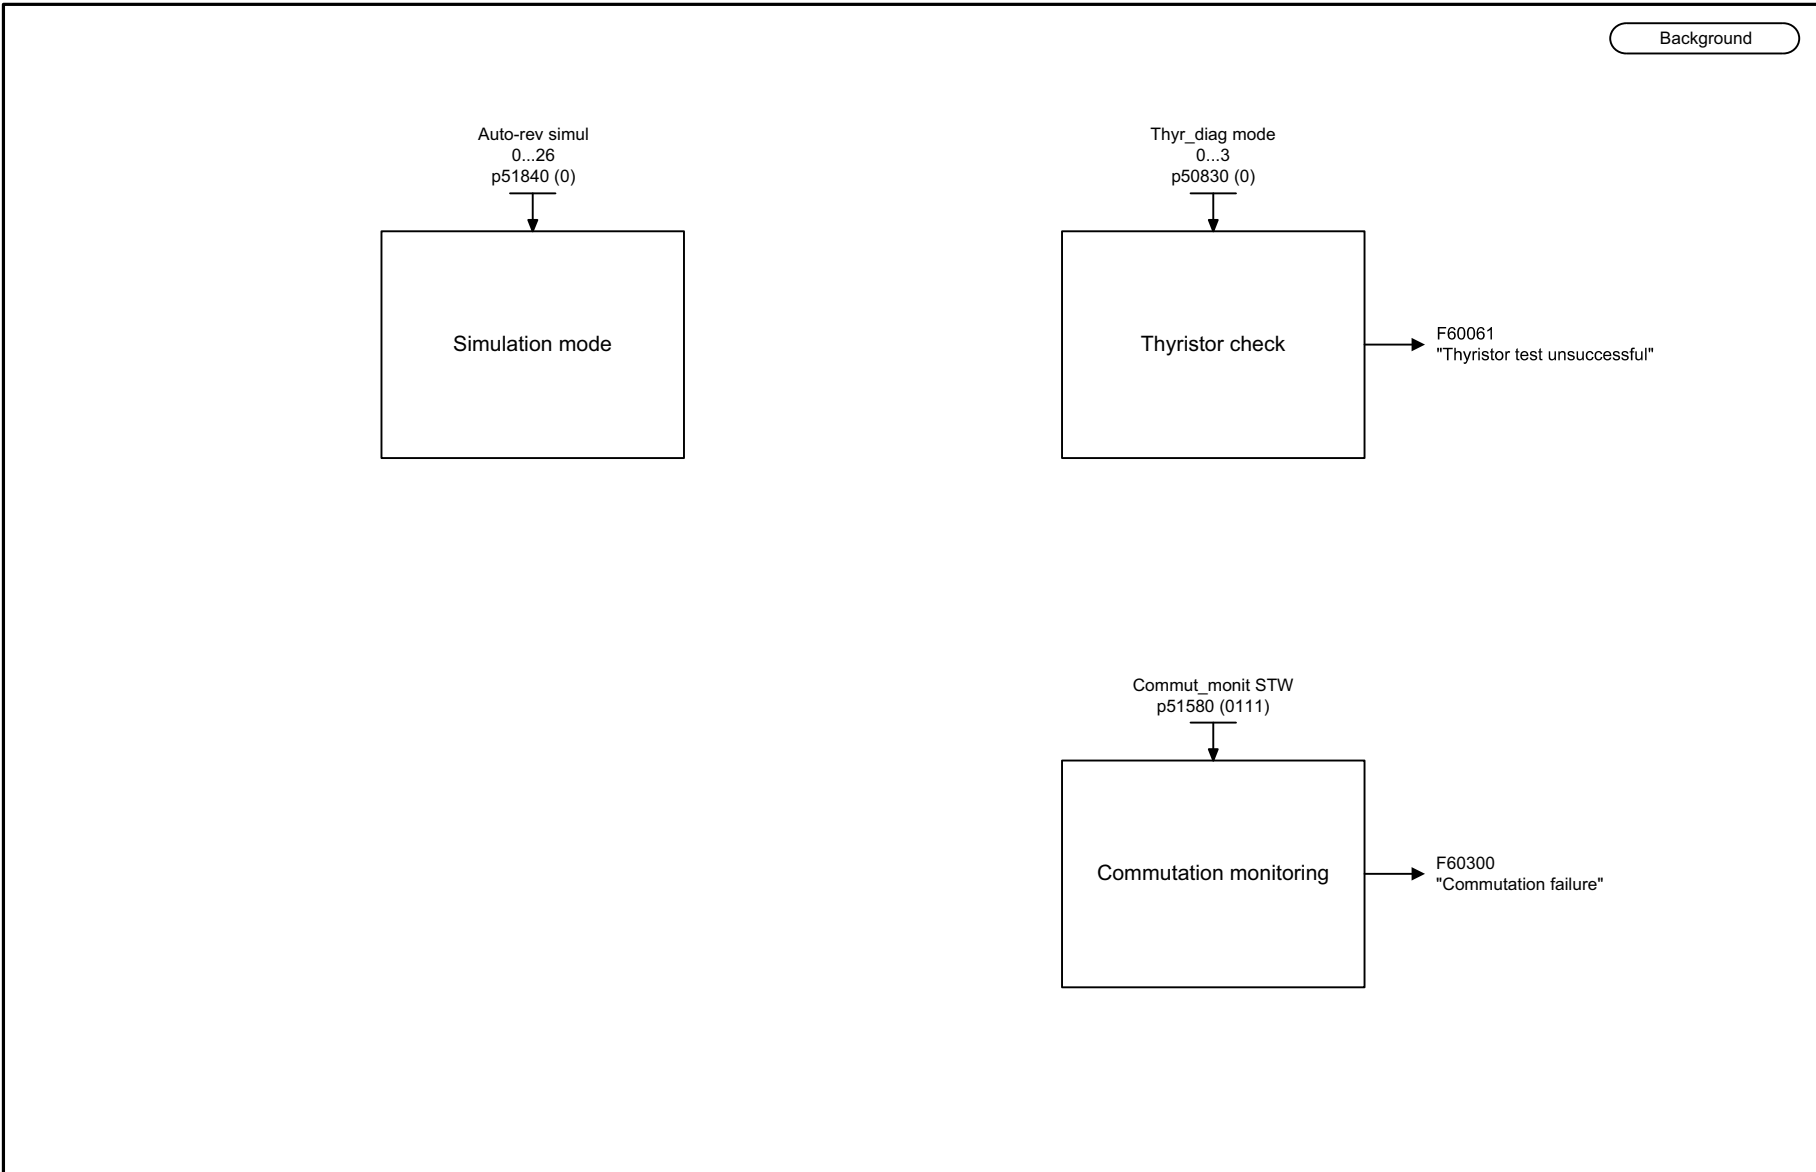 Background
Auto-rev simul
0...26
p51840 (0)
Simulation mode
Thyr_diag mode
0...3
p50830 (0)
Thyristor check
F60061
"Thyristor test unsuccessful"
Commut_monit STW
p51580 (0111)
Commutation monitoring
F60300
"Commutation failure"